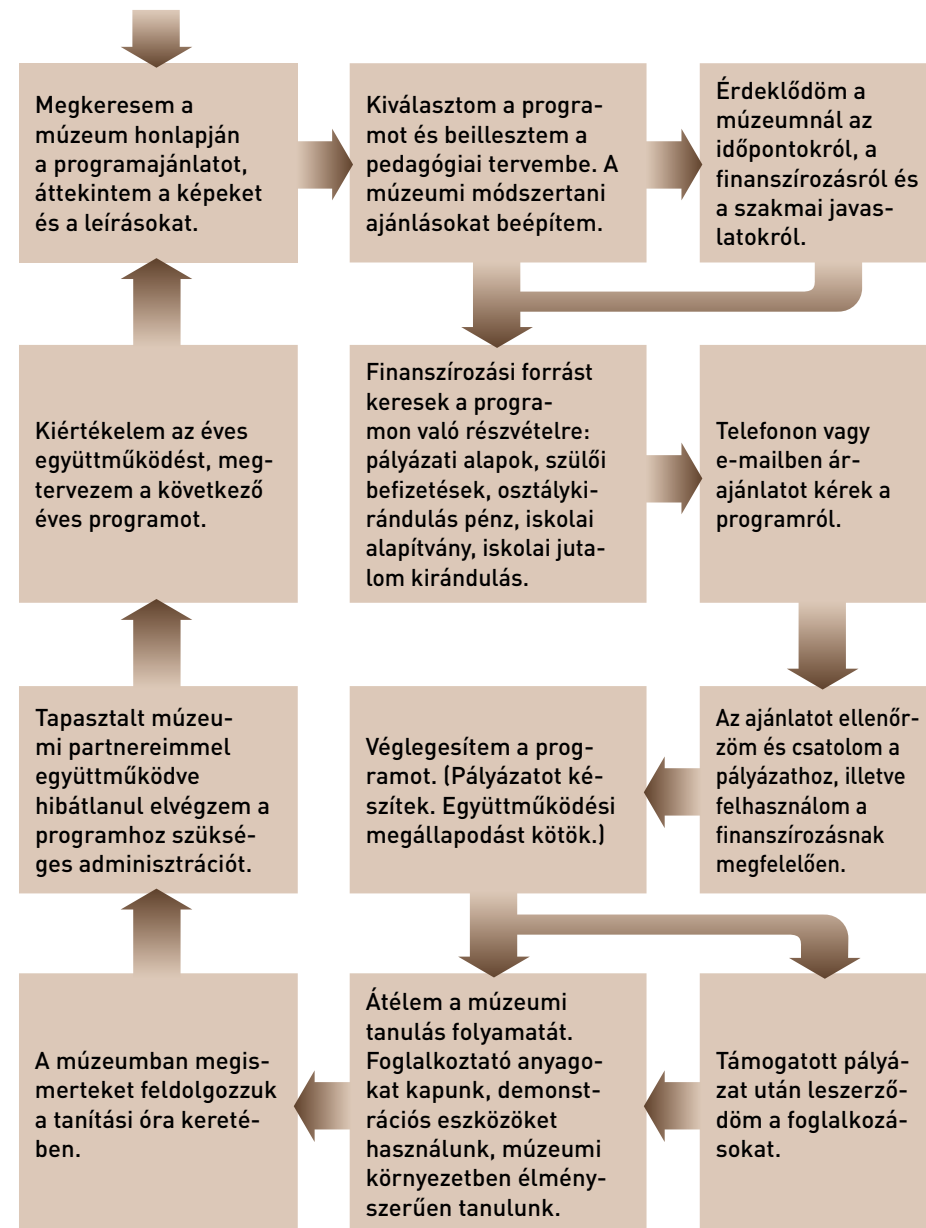 Megkeresem a
múzeum honlapján
a programajánlatot,
áttekintem a képeket
és a leírásokat.
Kiválasztom a progra-
mot és beillesztem a
pedagógiai tervembe. A
múzeumi módszertani
ajánlásokat beépítem.
Érdeklődöm a
múzeumnál az
időpontokról, a
finanszírozásról és
a szakmai javas-
latokról.
Finanszírozási forrást
keresek a progra-
mon való részvételre:
pályázati alapok, szülői
befizetések, osztályki-
rándulás pénz, iskolai
alapítvány, iskolai juta-
lom kirándulás.
Telefonon vagy
e-mailben ár-
ajánlatot kérek a
programról.
Az ajánlatot ellenőr-
zöm és csatolom a
pályázathoz, illetve
felhasználom a
finanszírozásnak
megfelelően.
Véglegesítem a prog-
ramot. (Pályázatot ké-
szítek. Együttműködési
megállapodást kötök.)
Támogatott pályá-
zat után leszerző-
döm a foglalkozá-
sokat.
Átélem a múzeumi
tanulás folyamatát.
Foglalkoztató anyago-
kat kapunk, demonst-
rációs eszközöket
használunk, múzeumi
környezetben élmény-
szerűen tanulunk.
A múzeumban megis-
merteket feldolgozzuk
a tanítási óra kereté-
ben.
Tapasztalt múzeu-
mi partnereimmel
együttműködve
hibátlanul elvégzem a
programhoz szüksé-
ges adminisztrációt.
Kiértékelem az éves
együttműködést, meg-
tervezem a következő
éves programot.